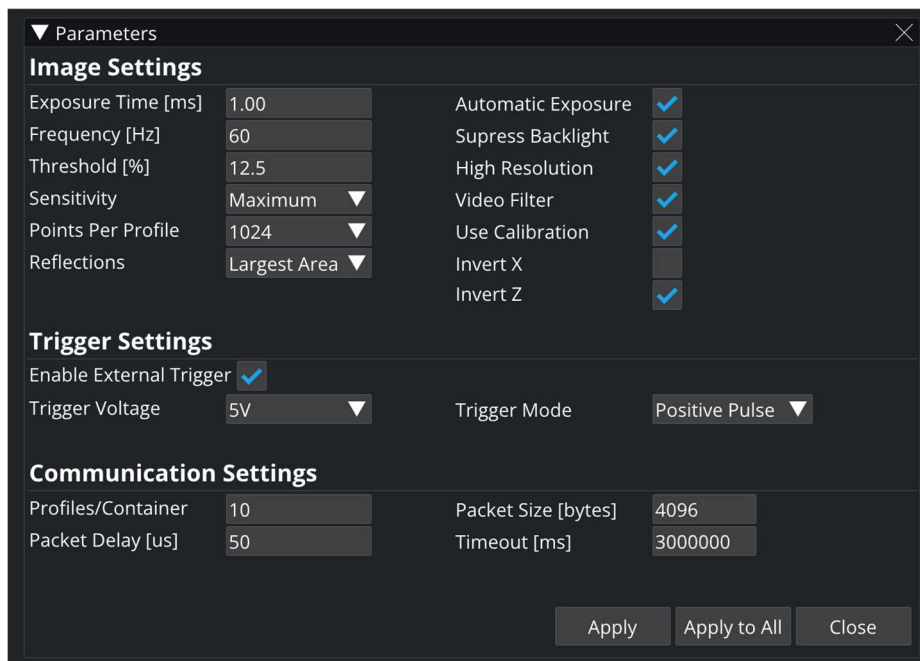 Parameters
Image Settings
Exposure Time [ms] 1.00 Automatic Exposure
Frequency [Hz] 60 Supress Backlight
Threshold [%] 12.5 High Resolution
Sensitivity Maximum Video Filter
Points Per Profile 1024 Use Calibration
Reflections Largest Area Invert X
Invert Z
Trigger Settings
Enable External Trigger
Trigger Voltage 5V Trigger Mode Positive Pulse
Communication Settings
Profiles/Container 10 Packet Size [bytes] 4096
Packet Delay [us] 50 Timeout [ms] 3000000
Apply Apply to All Close